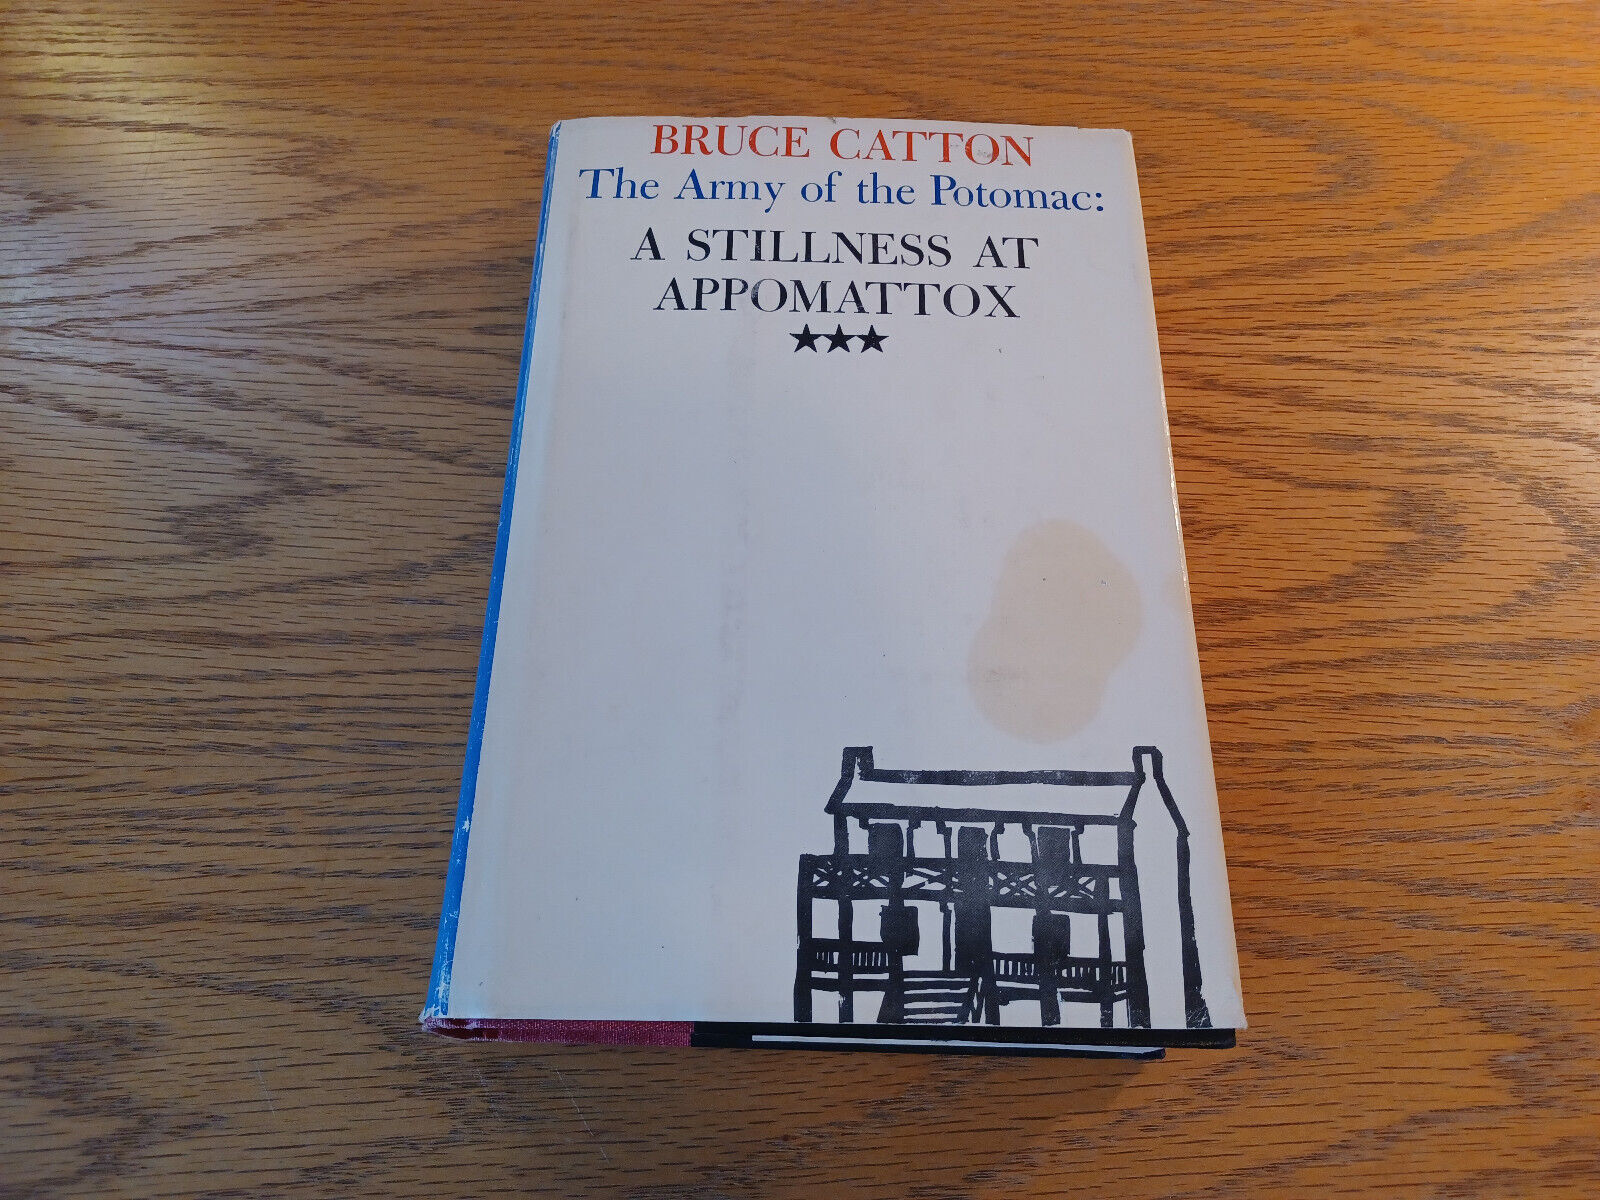 BRUCE CATTON
The Army of the Potomac:
A STILLNESS AT
APPOMATTOX
★★★